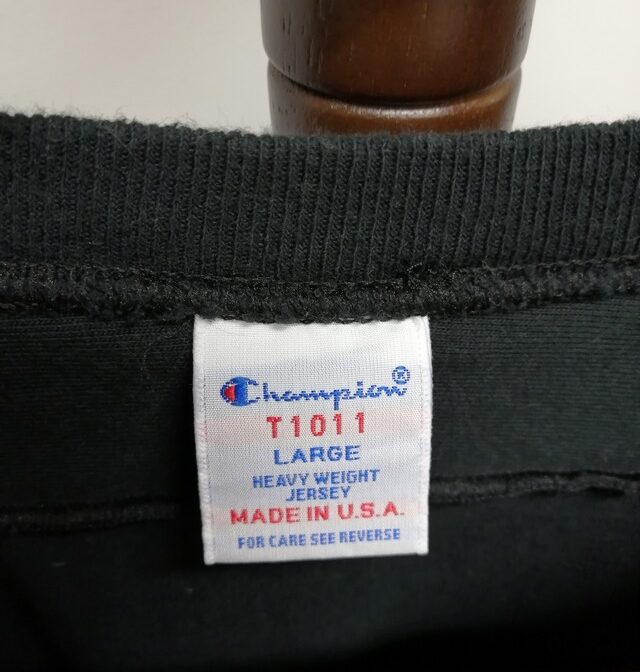 Champion®
T1011
LARGE
HEAVY WEIGHT
JERSEY
MADE IN U.S.A.
FOR CARE SEE REVERSE